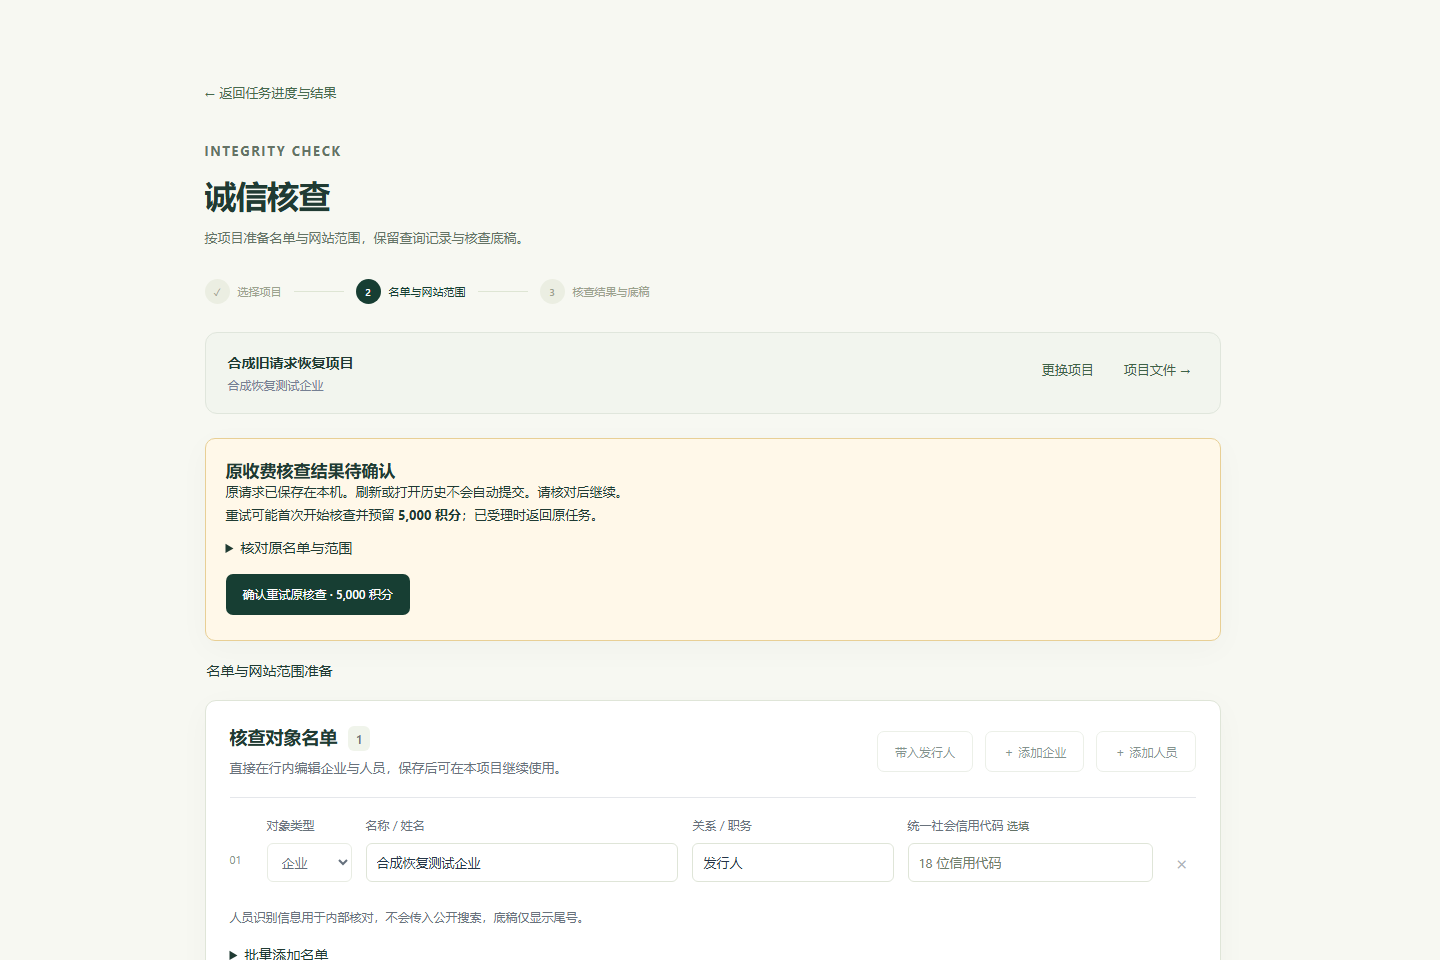 ← 返回任务进度与结果
INTEGRITY CHECK
诚信核查
按项目准备名单与网站范围，保留查询记录与核查底稿。
✓ 选择项目 2 名单与网站范围 3 核查结果与底稿
合成旧请求恢复项目
合成恢复测试企业
更换项目 项目文件 →
原收费核查结果待确认
原请求已保存在本机。刷新或打开历史不会自动提交。请核对后继续。
重试可能首次开始核查并预留 5,000 积分；已受理时返回原任务。
▶ 核对原名单与范围
确认重试原核查 · 5,000 积分
名单与网站范围准备
核查对象名单 1
直接在行内编辑企业与人员，保存后可在本项目继续使用。
带入发行人 ＋ 添加企业 ＋ 添加人员
对象类型 名称 / 姓名 关系 / 职务 统一社会信用代码 选填
01 企业 合成恢复测试企业 发行人 18 位信用代码 ×
人员识别信息用于内部核对，不会传入公开搜索，底稿仅显示尾号。
▶ 批量添加名单